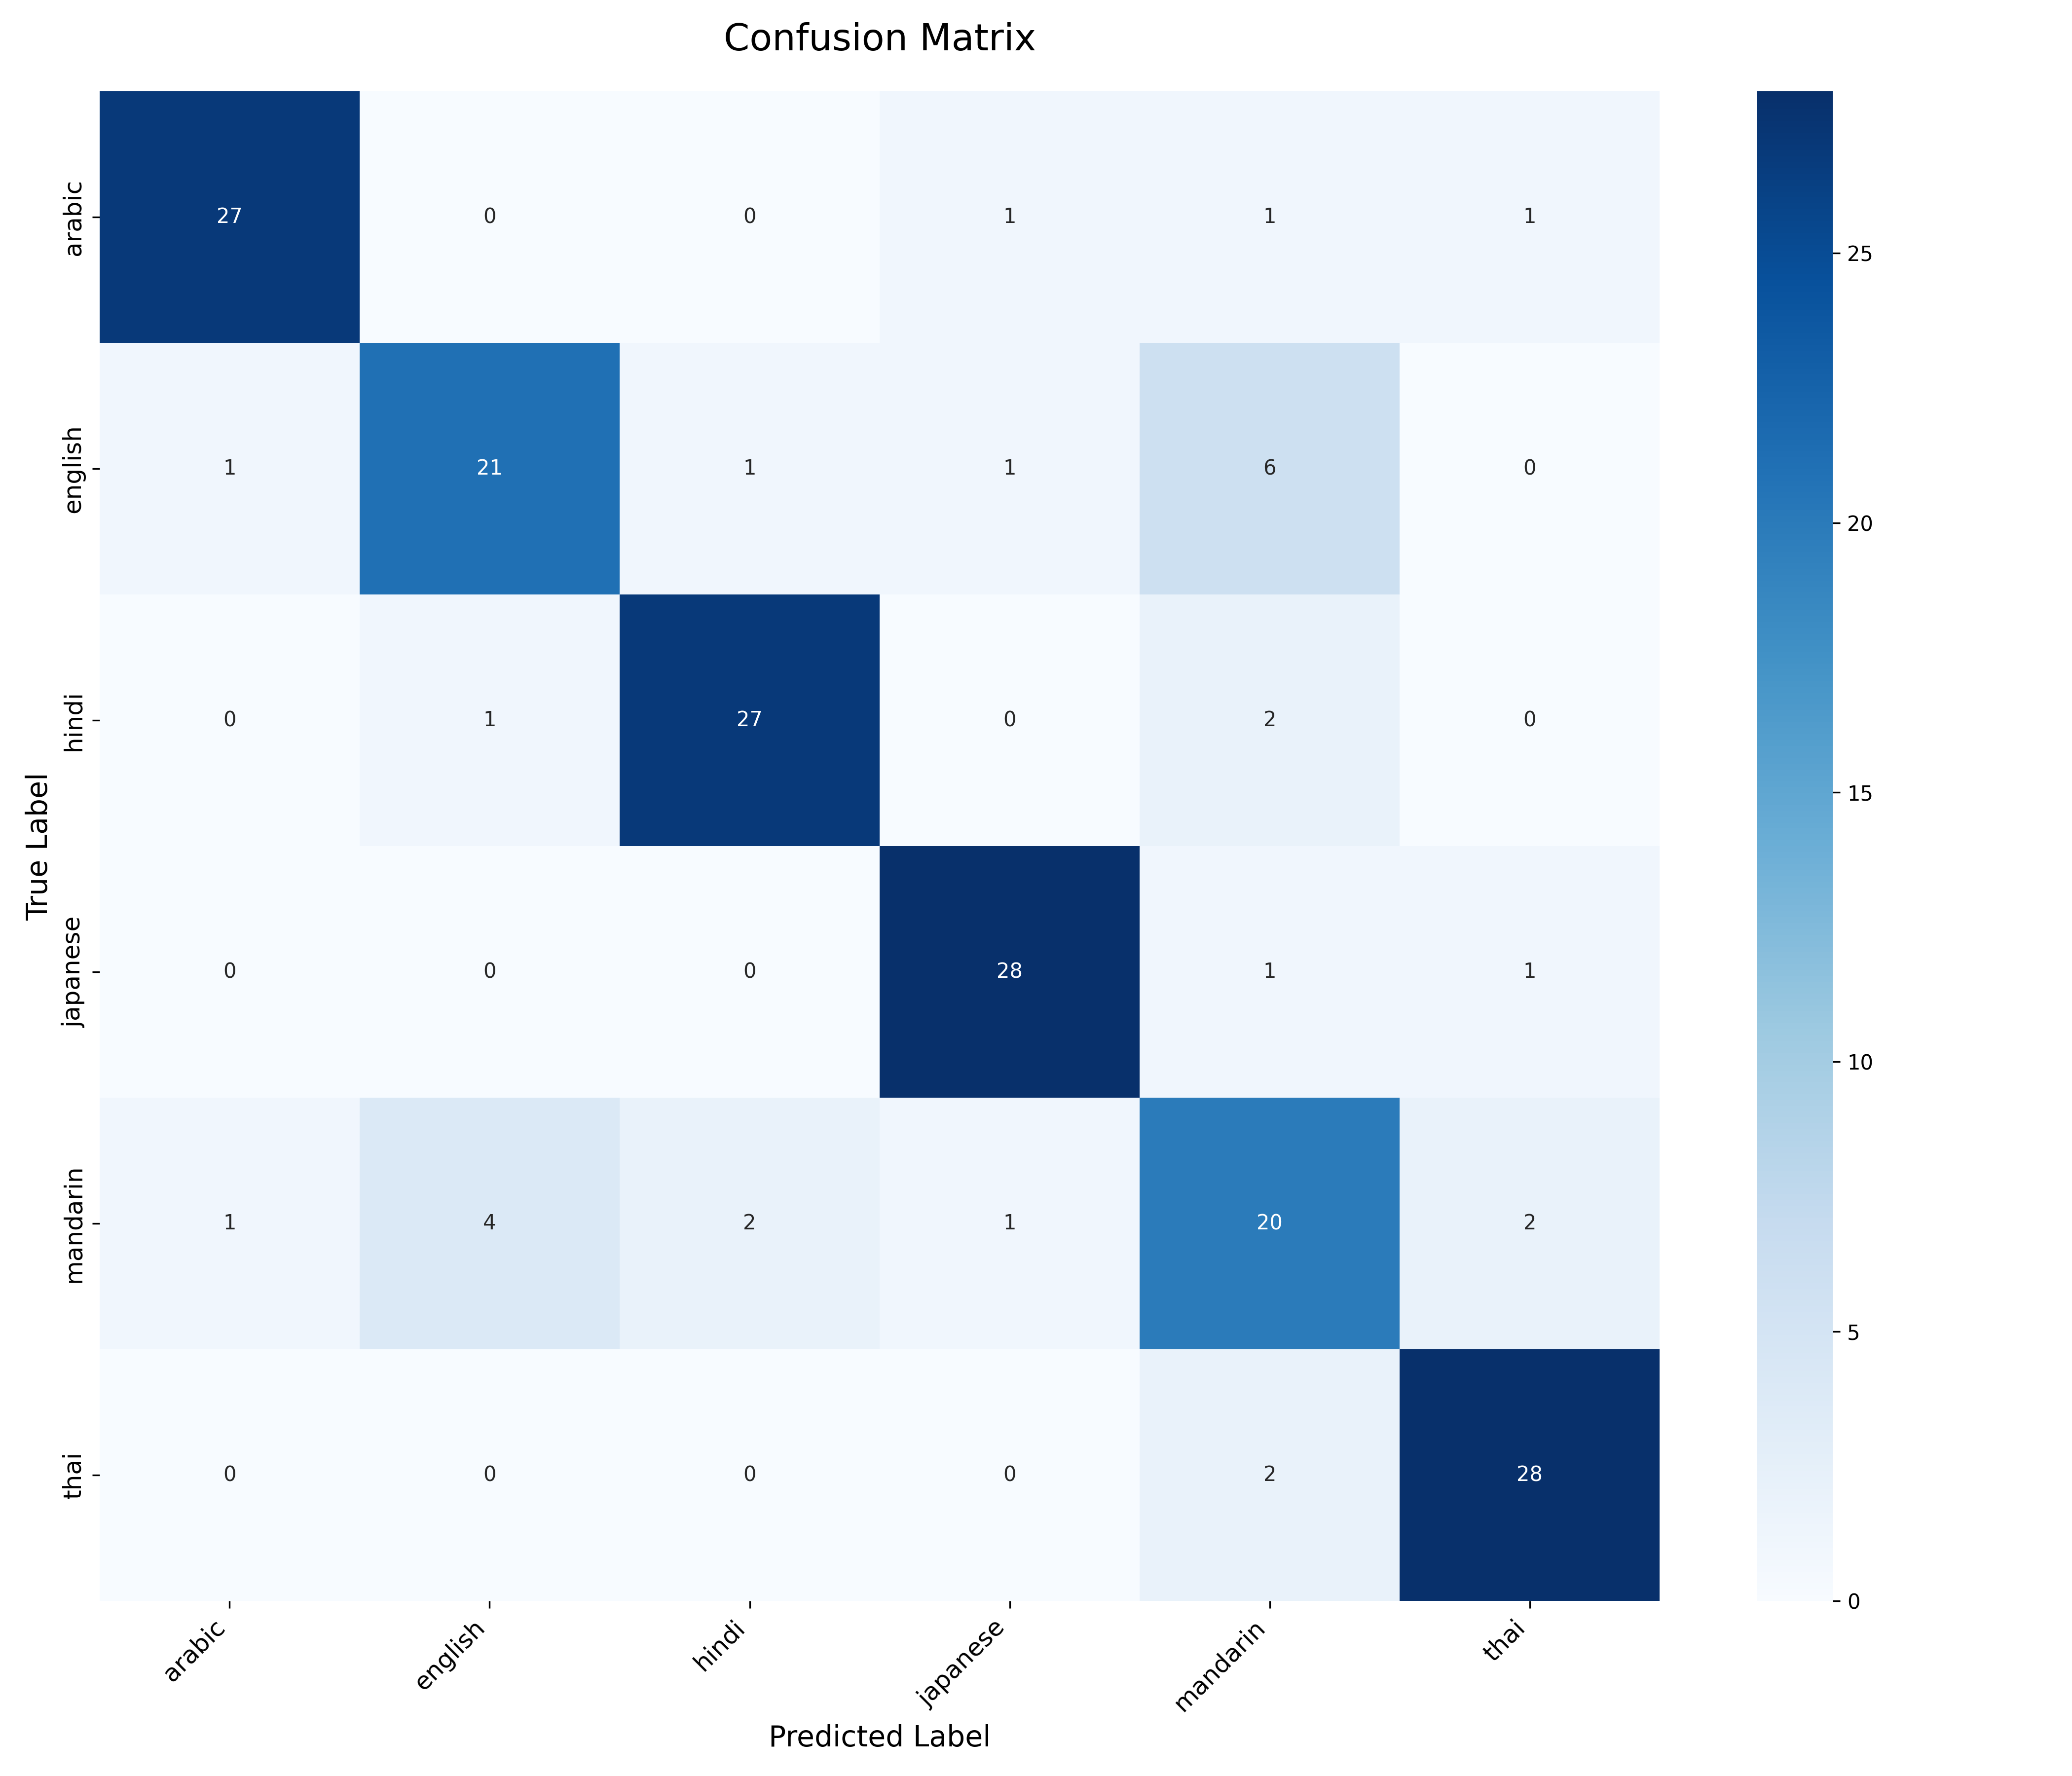 Confusion Matrix
True Label
arabic 27 0 0 1 1 1
english 1 21 1 1 6 0
hindi 0 1 27 0 2 0
japanese 0 0 0 28 1 1
mandarin 1 4 2 1 20 2
thai 0 0 0 0 2 28
arabic english hindi japanese mandarin thai
Predicted Label
25
20
15
10
5
0